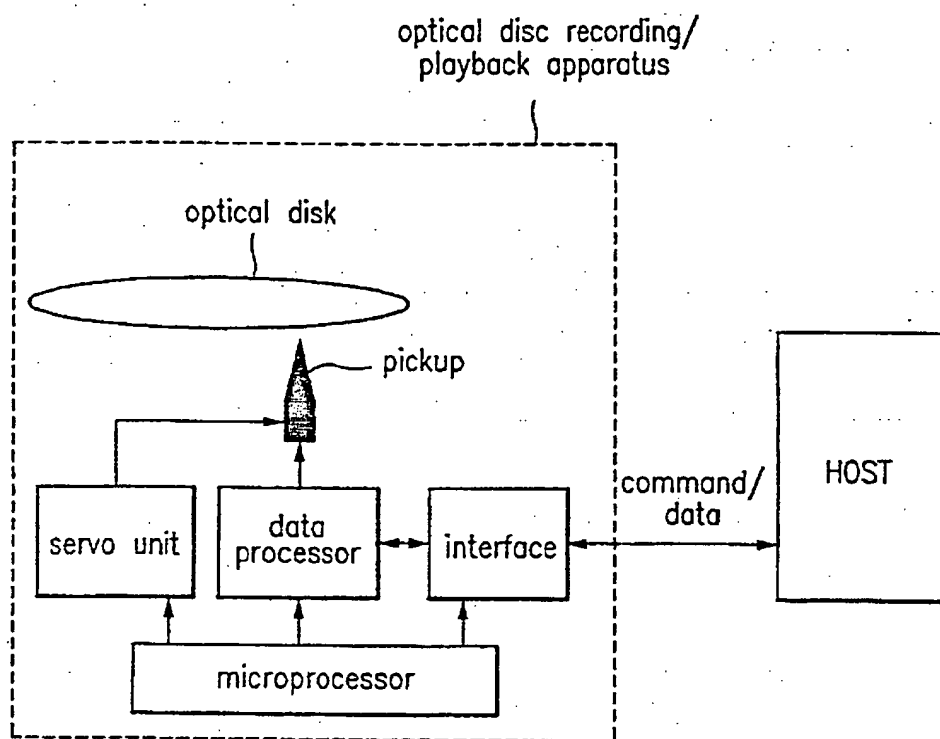 optical disc recording/
playback apparatus
optical disk
pickup
servo unit
data
processor
interface
command/
data
HOST
microprocessor